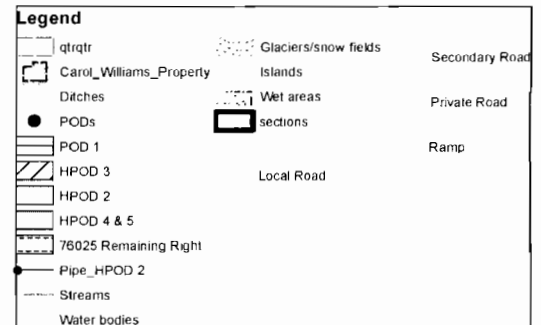 Legend
qtrqtr
Carol_Williams_Property
Ditches
PODs
POD 1
HPOD 3
HPOD 2
HPOD 4 & 5
76025 Remaining Right
Pipe_HPOD 2
Streams
Water bodies
Glaciers/snow fields
Islands
Wet areas
sections
Local Road
Secondary Road
Private Road
Ramp